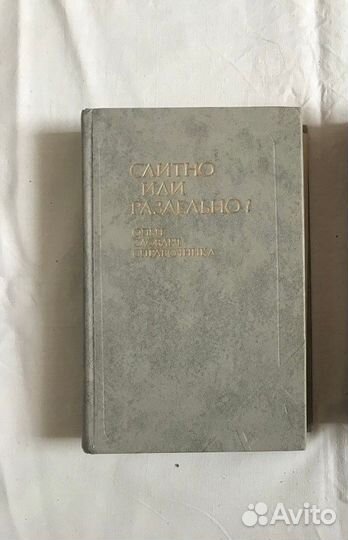 СЛИТНО
ИЛИ
РАЗДЕЛЬНО?
ОПЫТ
СЛОВАРЯ-
СПРАВОЧНИКА
Avito